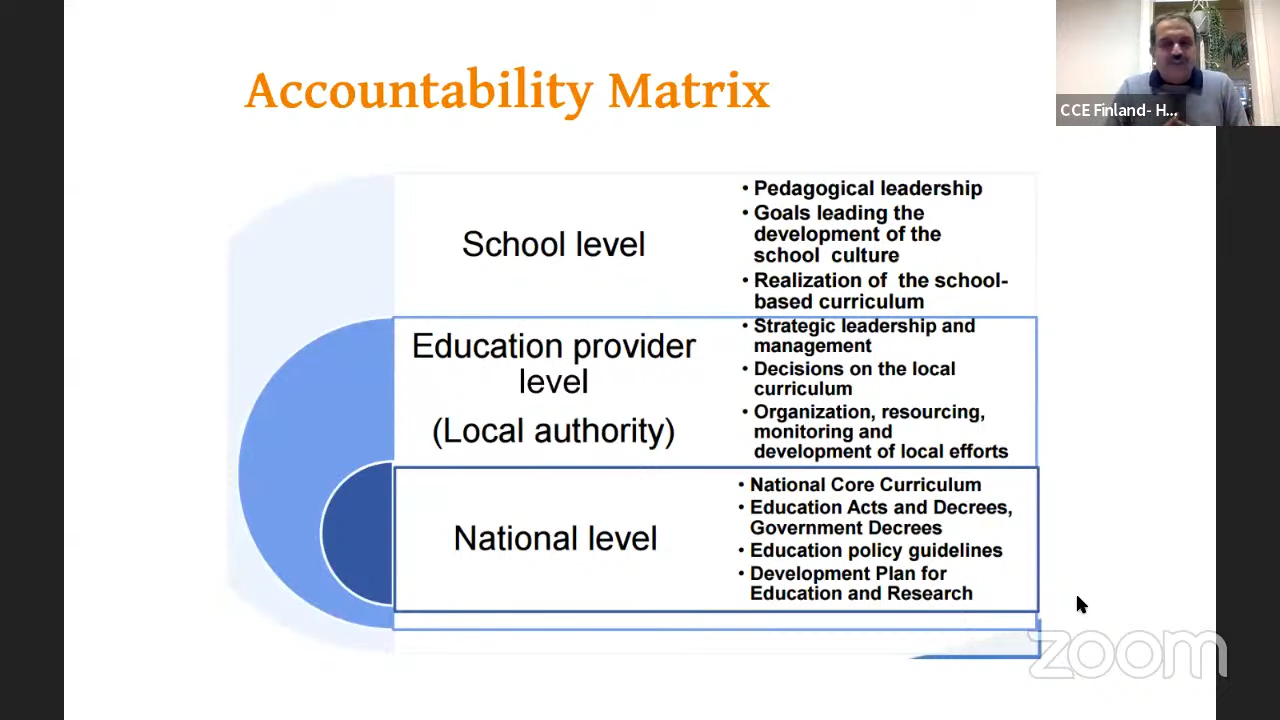 Accountability Matrix
CCE Finland- H...
School level
• Pedagogical leadership
• Goals leading the
development of the
school culture
• Realization of the school-
based curriculum
Education provider
level
(Local authority)
• Strategic leadership and
management
• Decisions on the local
curriculum
• Organization, resourcing,
monitoring and
development of local efforts
National level
• National Core Curriculum
• Education Acts and Decrees,
Government Decrees
• Education policy guidelines
• Development Plan for
Education and Research
zoom